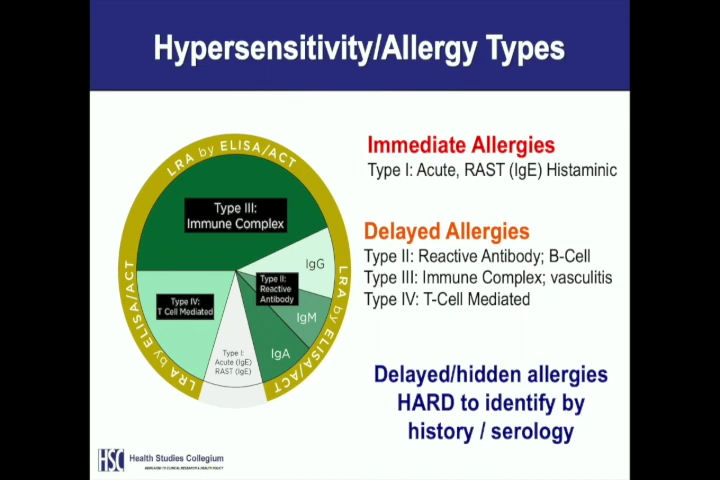 Hypersensitivity/Allergy Types
LRA by ELISA/ACT
LRA by ELISA/ACT
LRA by ELISA/ACT
Type III:
Immune Complex
IgG
Type II:
Reactive
Antibody
IgM
IgA
Type IV:
T Cell Mediated
Type I:
Acute (IgE)
RAST (IgE)
Immediate Allergies
Type I: Acute, RAST (IgE) Histaminic
Delayed Allergies
Type II: Reactive Antibody; B-Cell
Type III: Immune Complex; vasculitis
Type IV: T-Cell Mediated
Delayed/hidden allergies
HARD to identify by
history / serology
HSC
Health Studies Collegium